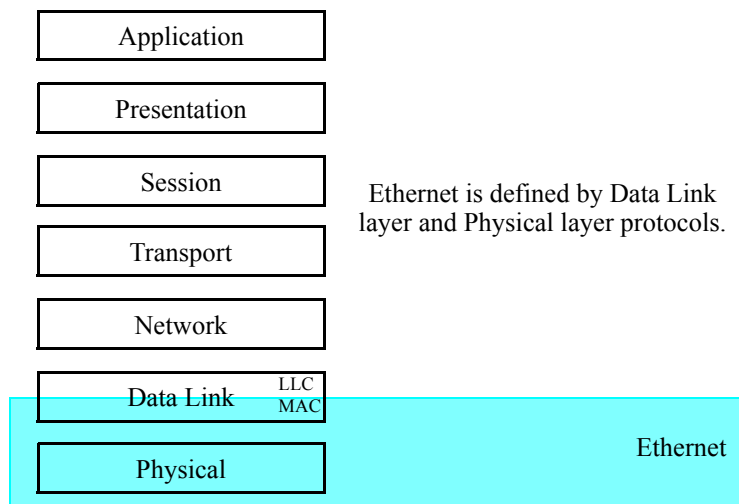 Application
Presentation
Session
Ethernet is defined by Data Link
layer and Physical layer protocols.
Transport
Network
Data Link
LLC
MAC
Ethernet
Physical